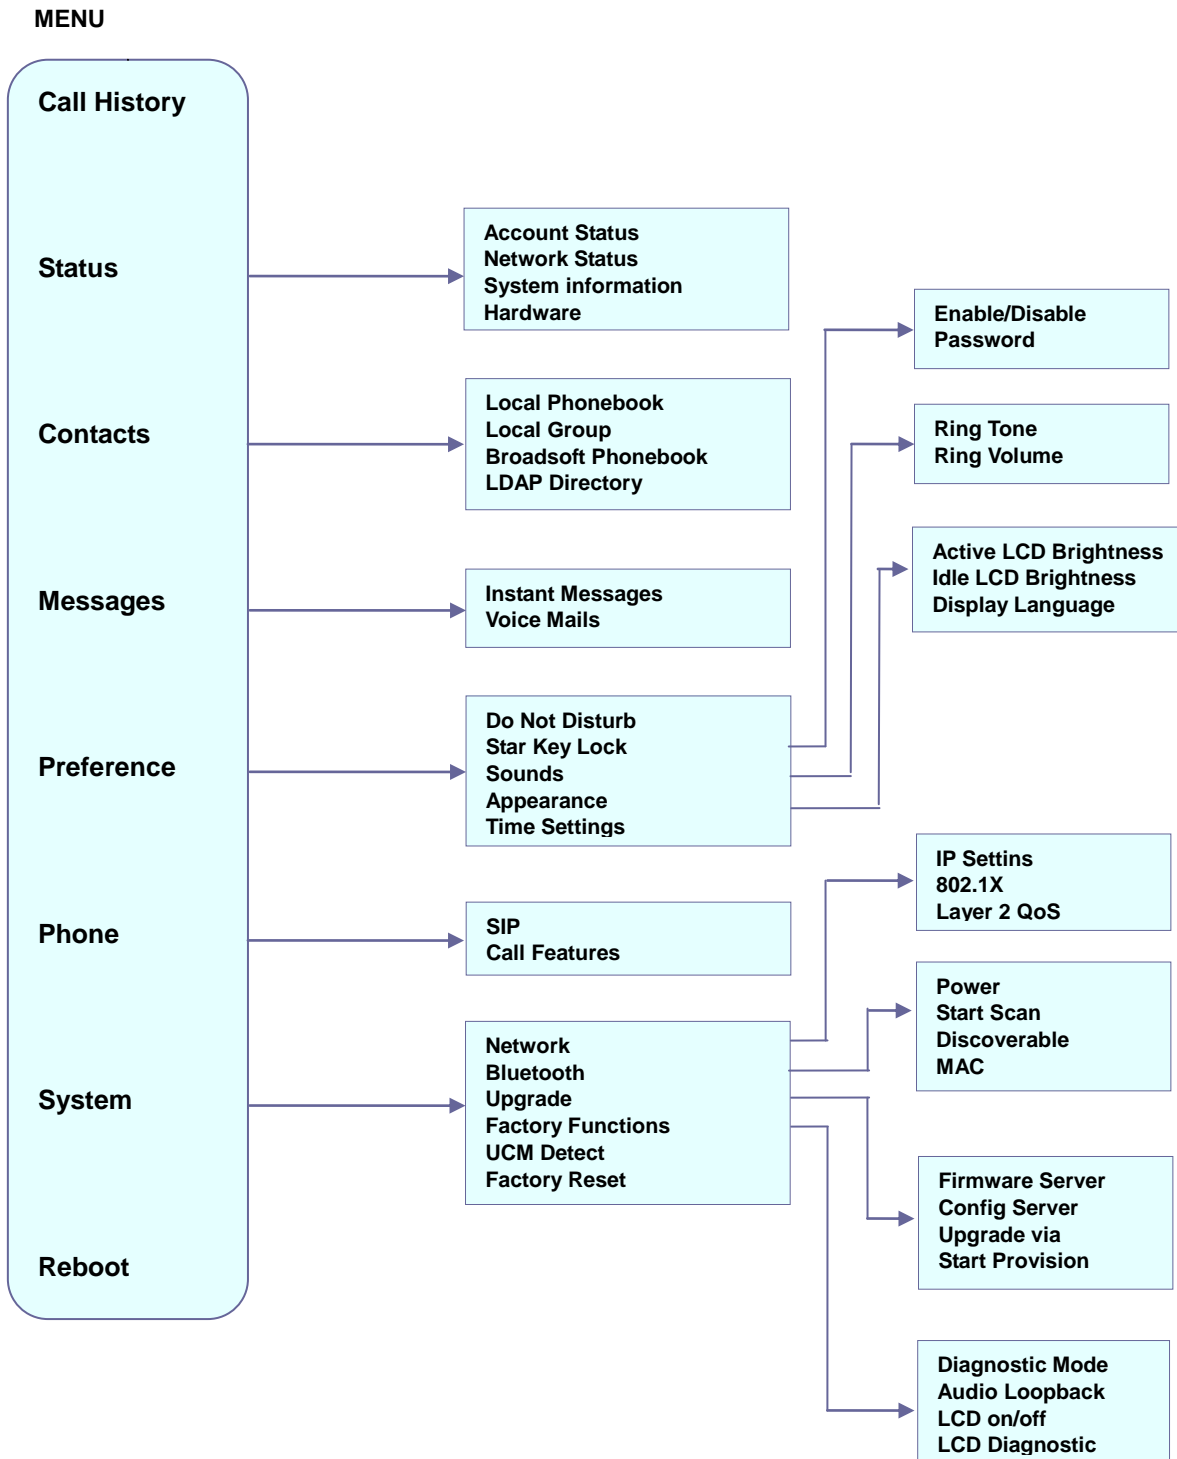 MENU
Call History
Status
Contacts
Messages
Preference
Phone
System
Reboot
Account Status
Network Status
System information
Hardware
Local Phonebook
Local Group
Broadsoft Phonebook
LDAP Directory
Instant Messages
Voice Mails
Do Not Disturb
Star Key Lock
Sounds
Appearance
Time Settings
SIP
Call Features
Network
Bluetooth
Upgrade
Factory Functions
UCM Detect
Factory Reset
Enable/Disable
Password
Ring Tone
Ring Volume
Active LCD Brightness
Idle LCD Brightness
Display Language
IP Settins
802.1X
Layer 2 QoS
Power
Start Scan
Discoverable
MAC
Firmware Server
Config Server
Upgrade via
Start Provision
Diagnostic Mode
Audio Loopback
LCD on/off
LCD Diagnostic